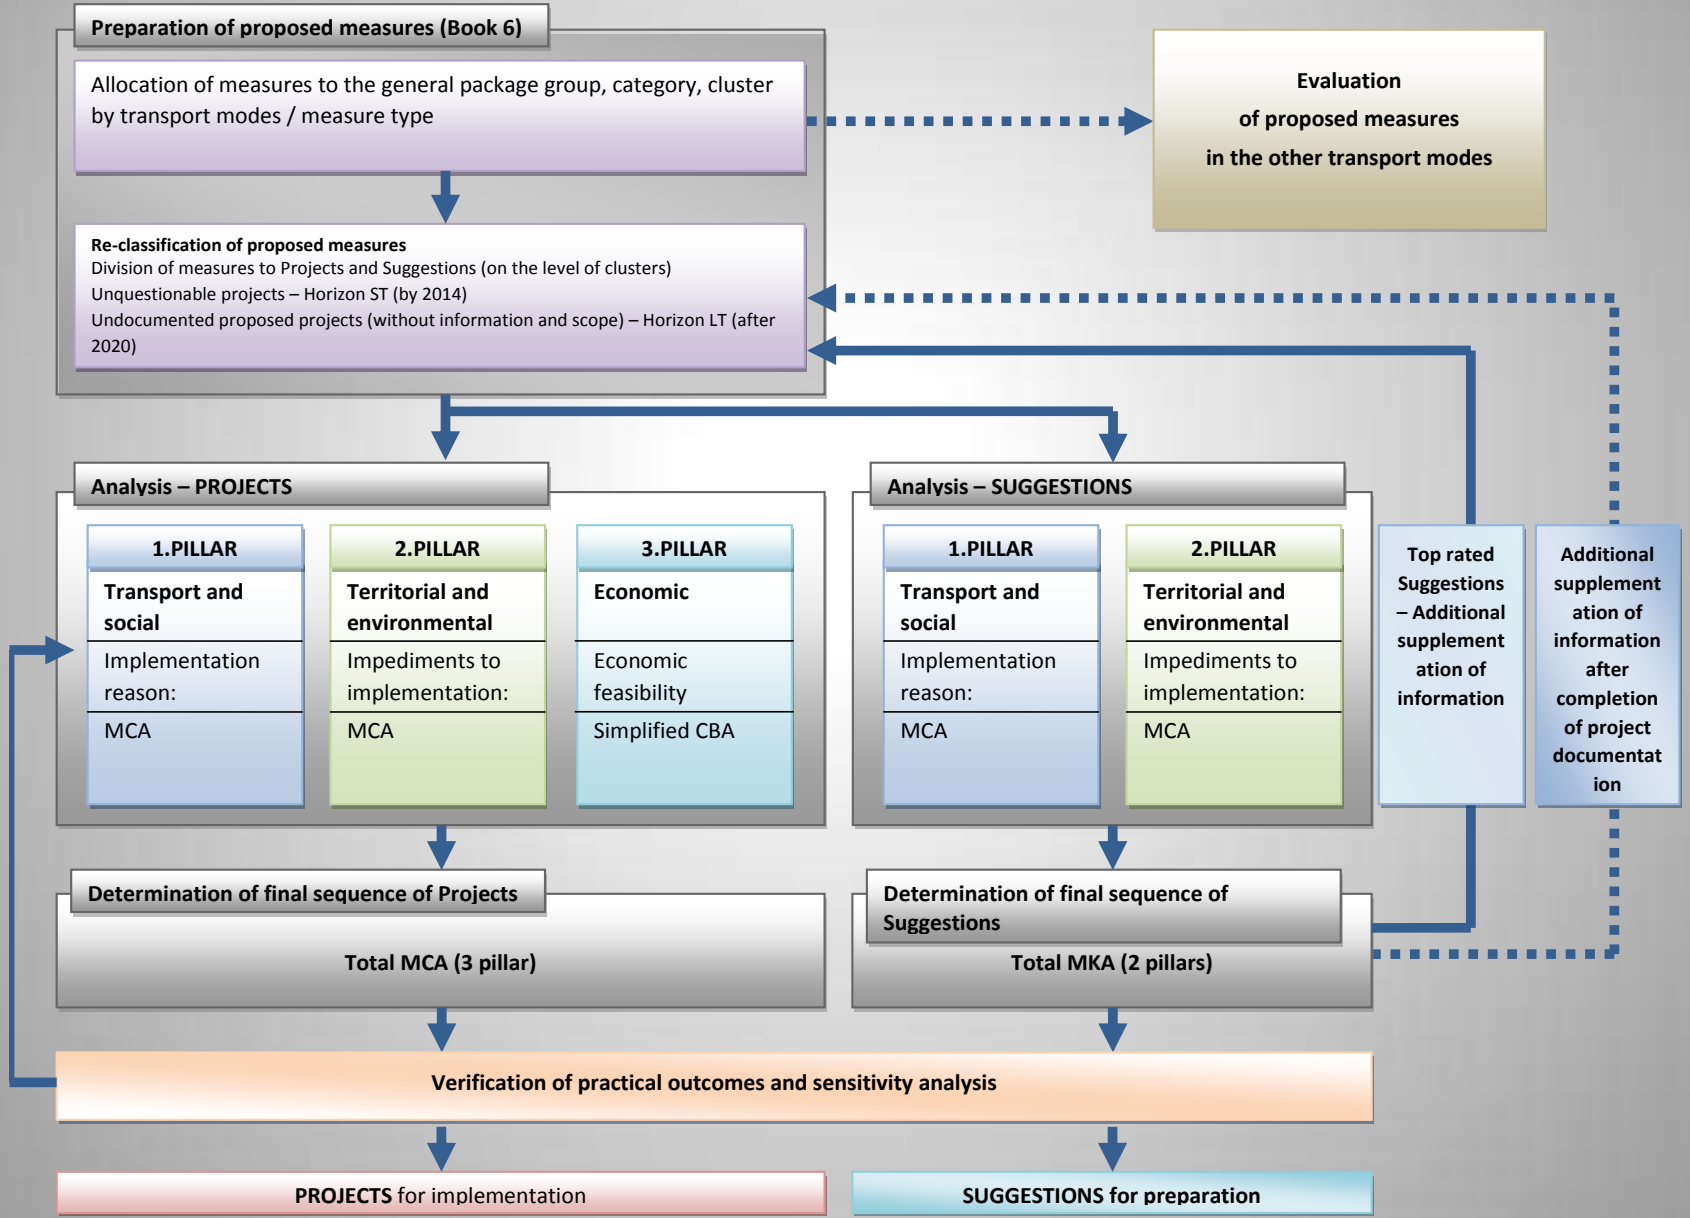 Preparation of proposed measures (Book 6)
Allocation of measures to the general package group, category, cluster
by transport modes / measure type
Evaluation
of proposed measures
in the other transport modes
Re-classification of proposed measures
Division of measures to Projects and Suggestions (on the level of clusters)
Unquestionable projects – Horizon ST (by 2014)
Undocumented proposed projects (without information and scope) – Horizon LT (after
2020)
Analysis – PROJECTS
1.PILLAR
Transport and
social
Implementation
reason:
MCA
2.PILLAR
Territorial and
environmental
Impediments to
implementation:
MCA
3.PILLAR
Economic
Economic
feasibility
Simplified CBA
Analysis – SUGGESTIONS
1.PILLAR
Transport and
social
Implementation
reason:
MCA
2.PILLAR
Territorial and
environmental
Impediments to
implementation:
MCA
Top rated
Suggestions
– Additional
supplement
ation of
information
Additional
supplement
ation of
information
after
completion
of project
documentat
ion
Determination of final sequence of Projects
Total MCA (3 pillar)
Determination of final sequence of
Suggestions
Total MKA (2 pillars)
Verification of practical outcomes and sensitivity analysis
PROJECTS for implementation
SUGGESTIONS for preparation